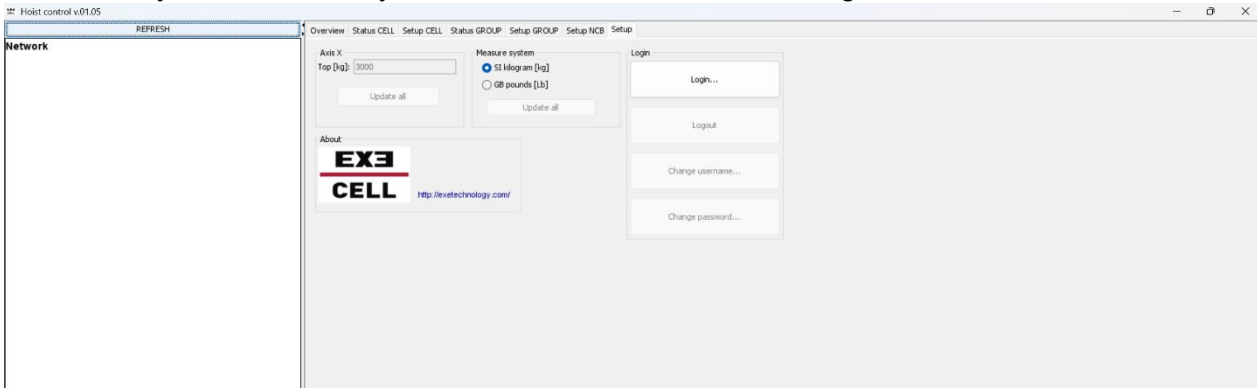 Hoist control v.01.05
REFRESH
Network
Overview Status CELL Setup CELL Status GROUP Setup GROUP Setup NCB Setup
Axis X
Top [kg]: 3000
Update all
Measure system
SI kilogram [kg]
GB pounds [Lb]
Update all
Login
Login...
Logout
Change username...
Change password...
About
EXE
CELL
http://exetechnology.com/